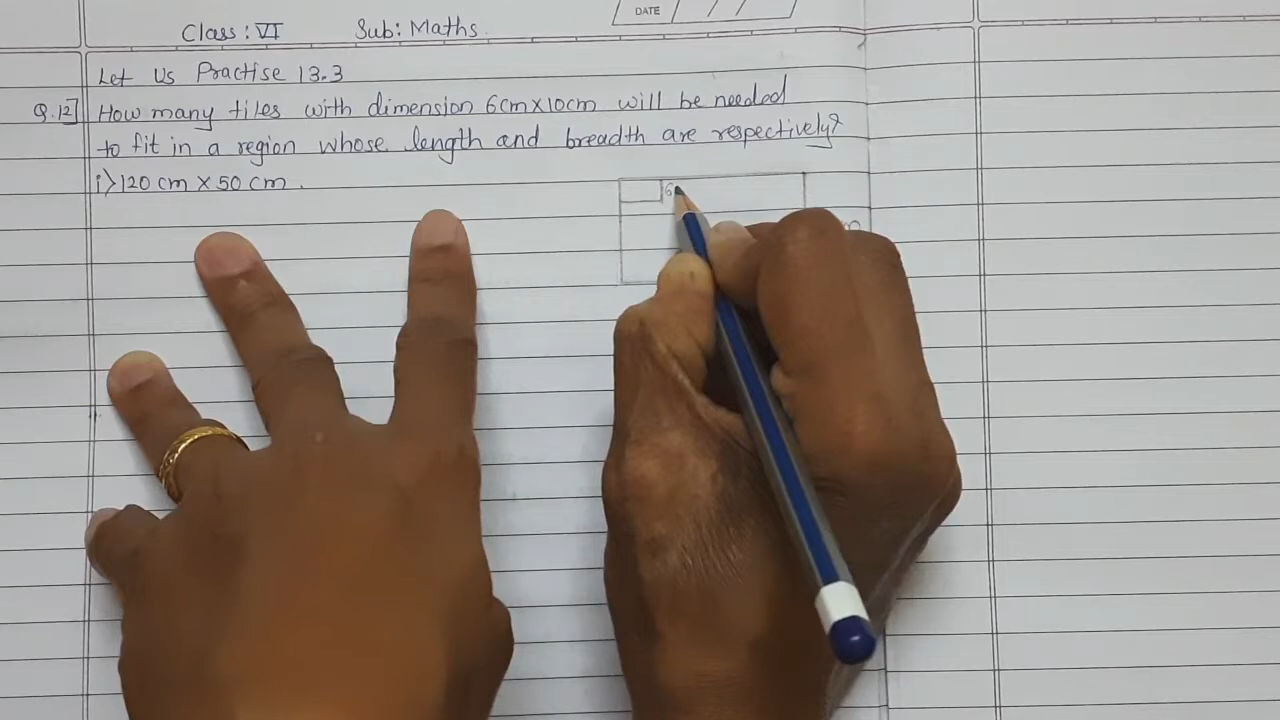 DATE
Class: VI Sub: Maths.
Let Us Practise 13.3
Q.12] How many tiles with dimension 6cm×10cm will be needed
to fit in a region whose length and breadth are respectively?
i) 120 cm × 50 cm.
6